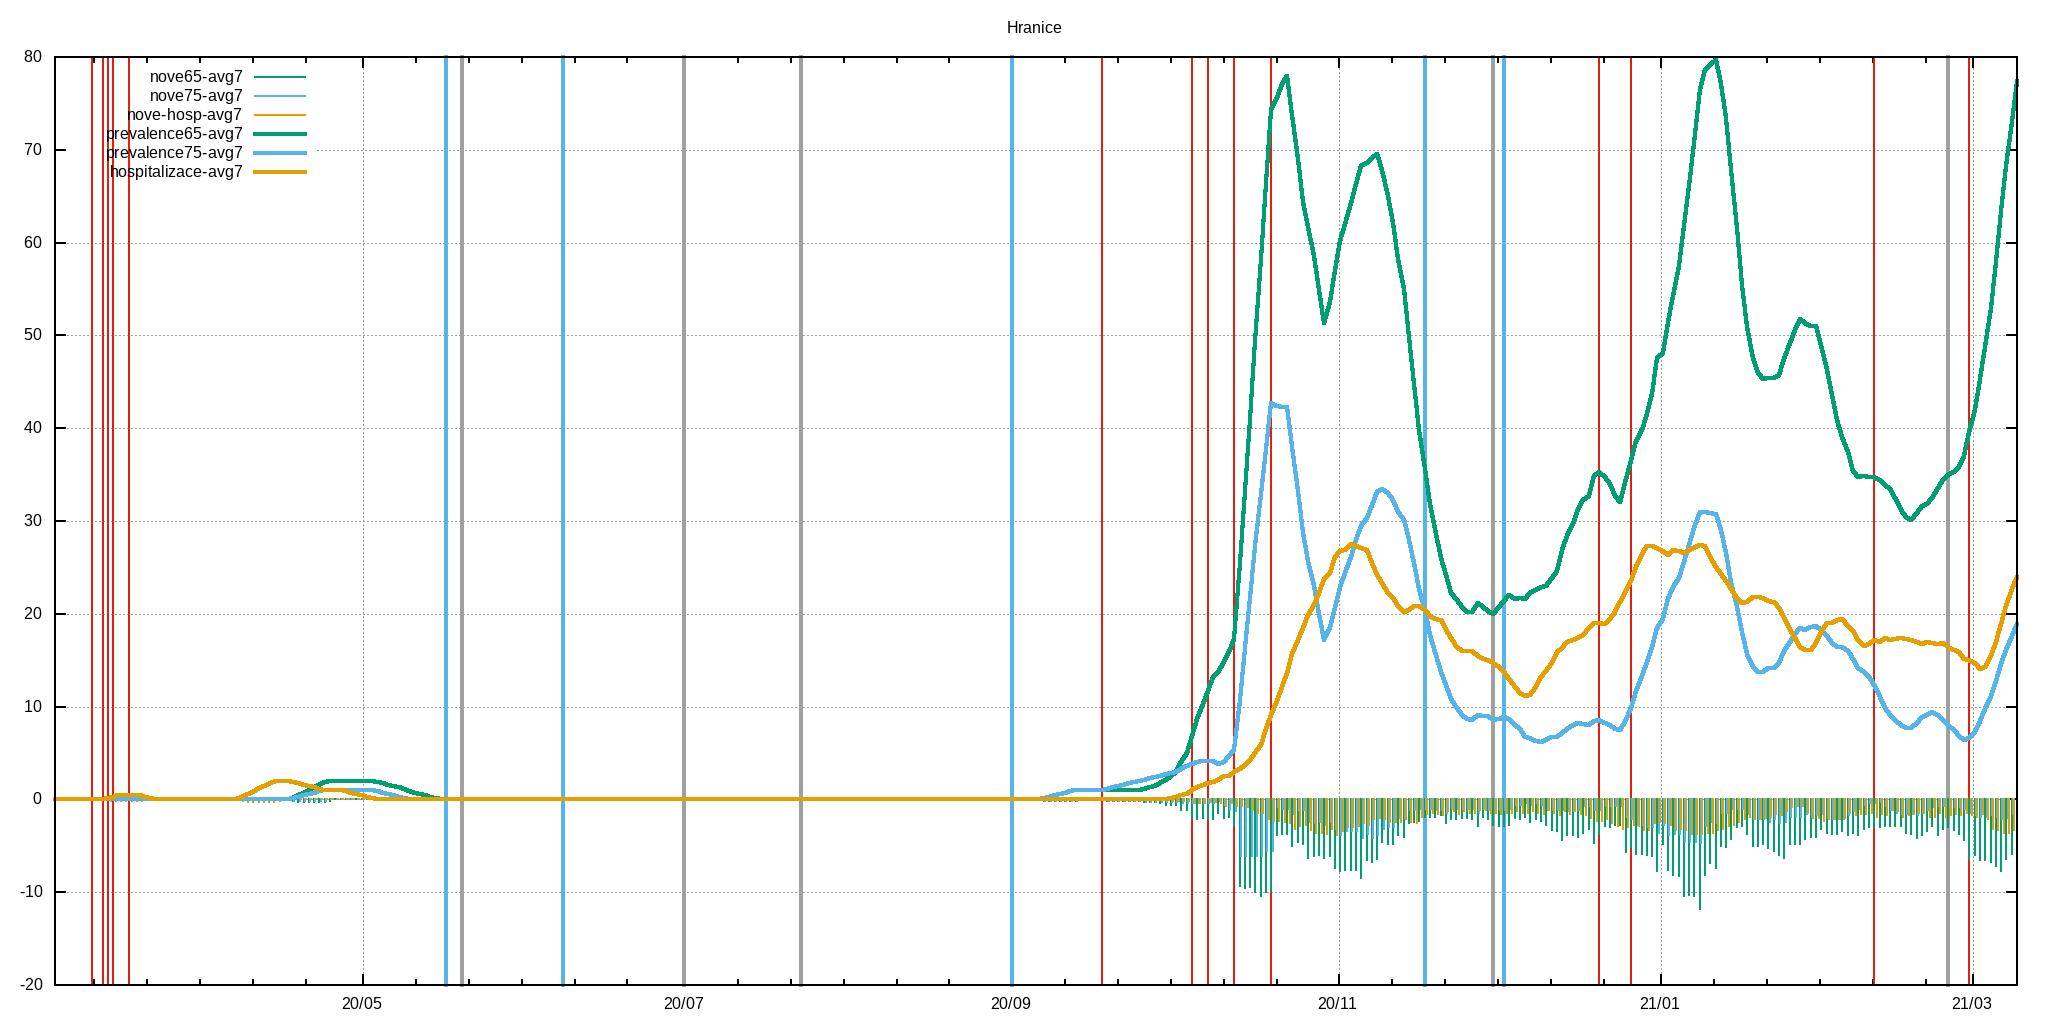 Hranice
80
70
60
50
40
30
20
10
0
-10
-20
nove65-avg7
nove75-avg7
nove-hosp-avg7
prevalence65-avg7
prevalence75-avg7
hospitalizace-avg7
20/05 20/07 20/09 20/11 21/01 21/03